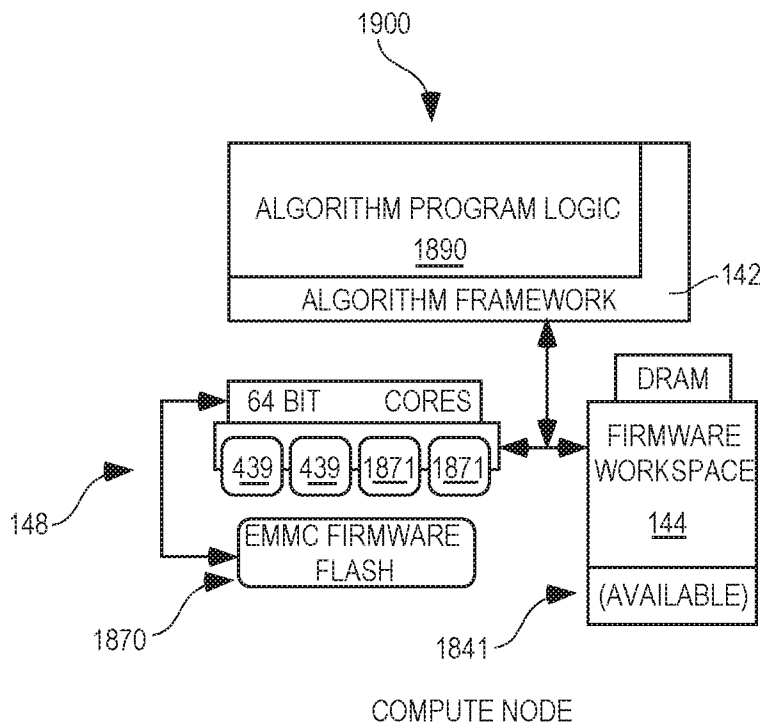 1900
ALGORITHM PROGRAM LOGIC
1890
ALGORITHM FRAMEWORK
142
DRAM
64 BIT CORES
FIRMWARE
WORKSPACE
439 439 1871 1871
144
148
EMMC FIRMWARE
FLASH
(AVAILABLE)
1870
1841
COMPUTE NODE